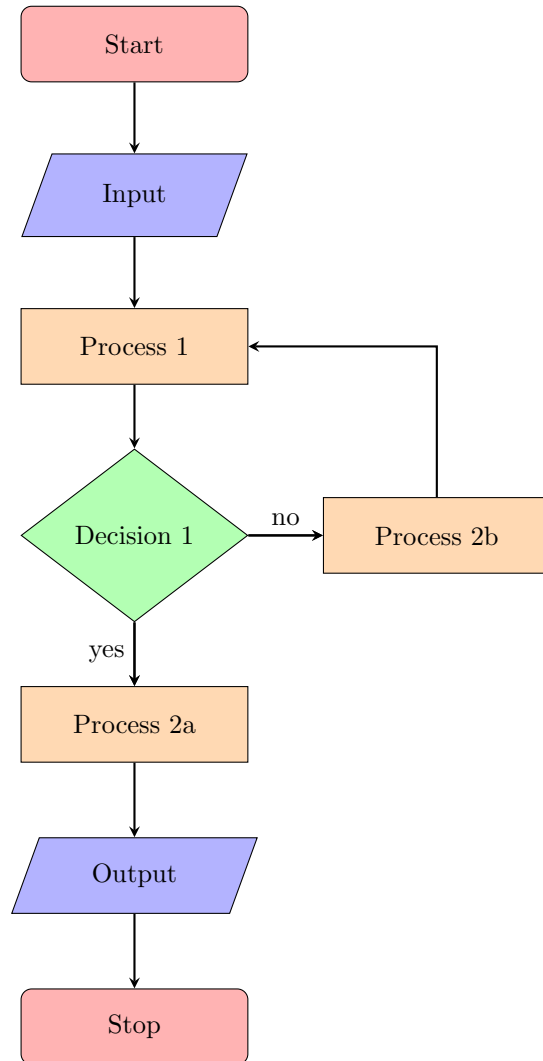 Start
Input
Process 1
Decision 1
no
Process 2b
yes
Process 2a
Output
Stop